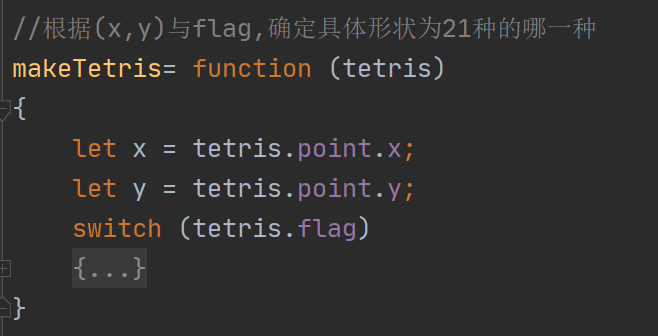 //根据(x,y)与flag,确定具体形状为21种的哪一种
makeTetris= function (tetris)
{
let x = tetris.point.x;
let y = tetris.point.y;
switch (tetris.flag)
{...}
}